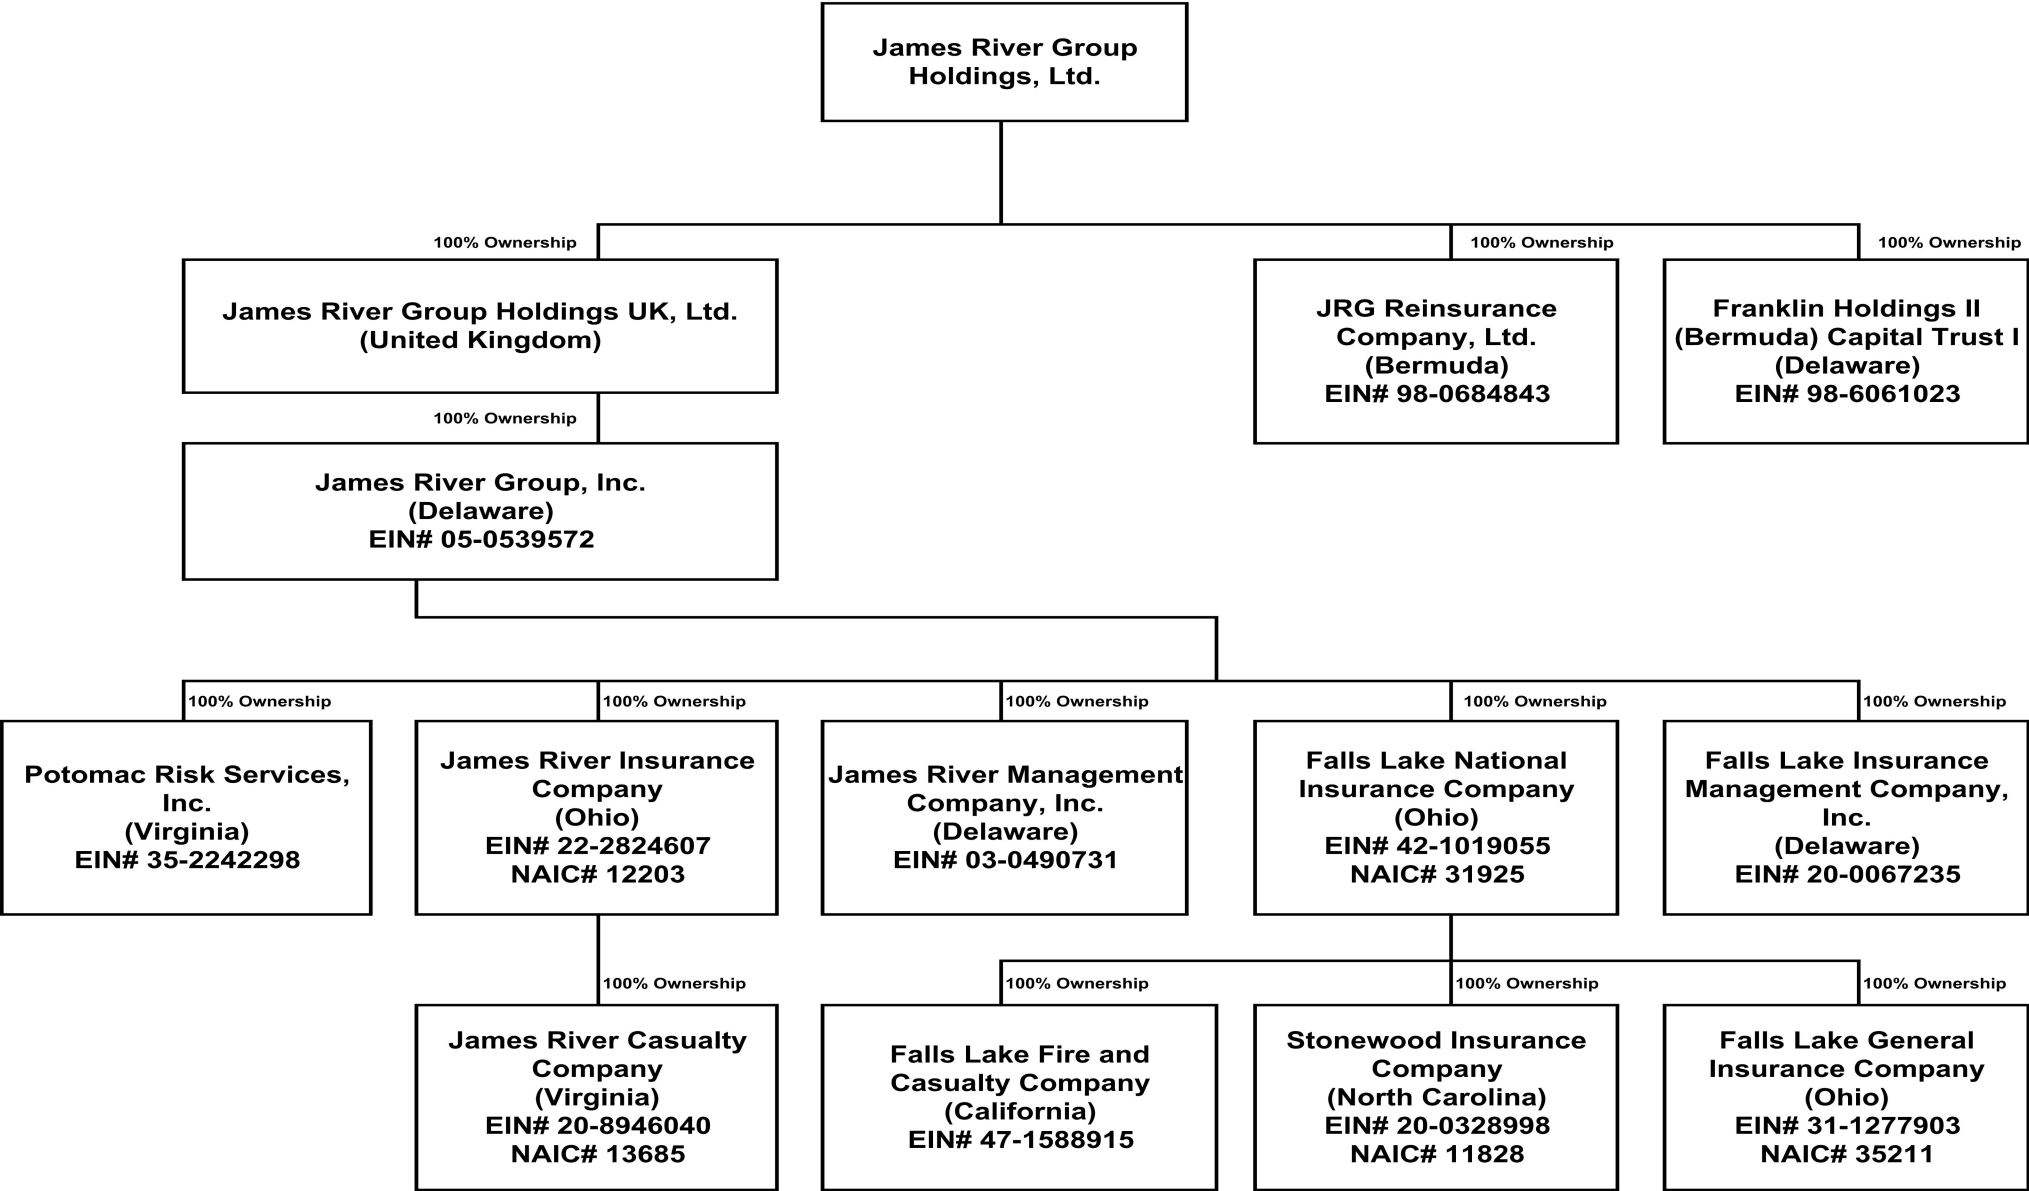 James River Group
Holdings, Ltd.
100% Ownership
100% Ownership
100% Ownership
James River Group Holdings UK, Ltd.
(United Kingdom)
JRG Reinsurance
Company, Ltd.
(Bermuda)
EIN# 98-0684843
Franklin Holdings II
(Bermuda) Capital Trust I
(Delaware)
EIN# 98-6061023
100% Ownership
James River Group, Inc.
(Delaware)
EIN# 05-0539572
100% Ownership
100% Ownership
100% Ownership
100% Ownership
100% Ownership
Potomac Risk Services,
Inc.
(Virginia)
EIN# 35-2242298
James River Insurance
Company
(Ohio)
EIN# 22-2824607
NAIC# 12203
James River Management
Company, Inc.
(Delaware)
EIN# 03-0490731
Falls Lake National
Insurance Company
(Ohio)
EIN# 42-1019055
NAIC# 31925
Falls Lake Insurance
Management Company,
Inc.
(Delaware)
EIN# 20-0067235
100% Ownership
100% Ownership
100% Ownership
100% Ownership
James River Casualty
Company
(Virginia)
EIN# 20-8946040
NAIC# 13685
Falls Lake Fire and
Casualty Company
(California)
EIN# 47-1588915
Stonewood Insurance
Company
(North Carolina)
EIN# 20-0328998
NAIC# 11828
Falls Lake General
Insurance Company
(Ohio)
EIN# 31-1277903
NAIC# 35211